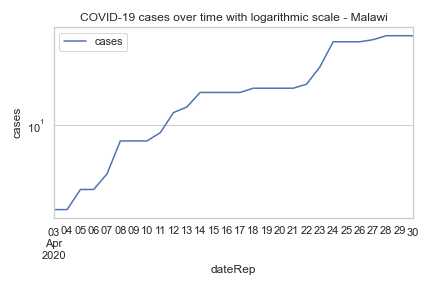 COVID-19 cases over time with logarithmic scale - Malawi
cases
cases
10¹
03 04 05 06 07 08 09 10 11 12 13 14 15 16 17 18 19 20 21 22 23 24 25 26 27 28 29 30
Apr
2020
dateRep